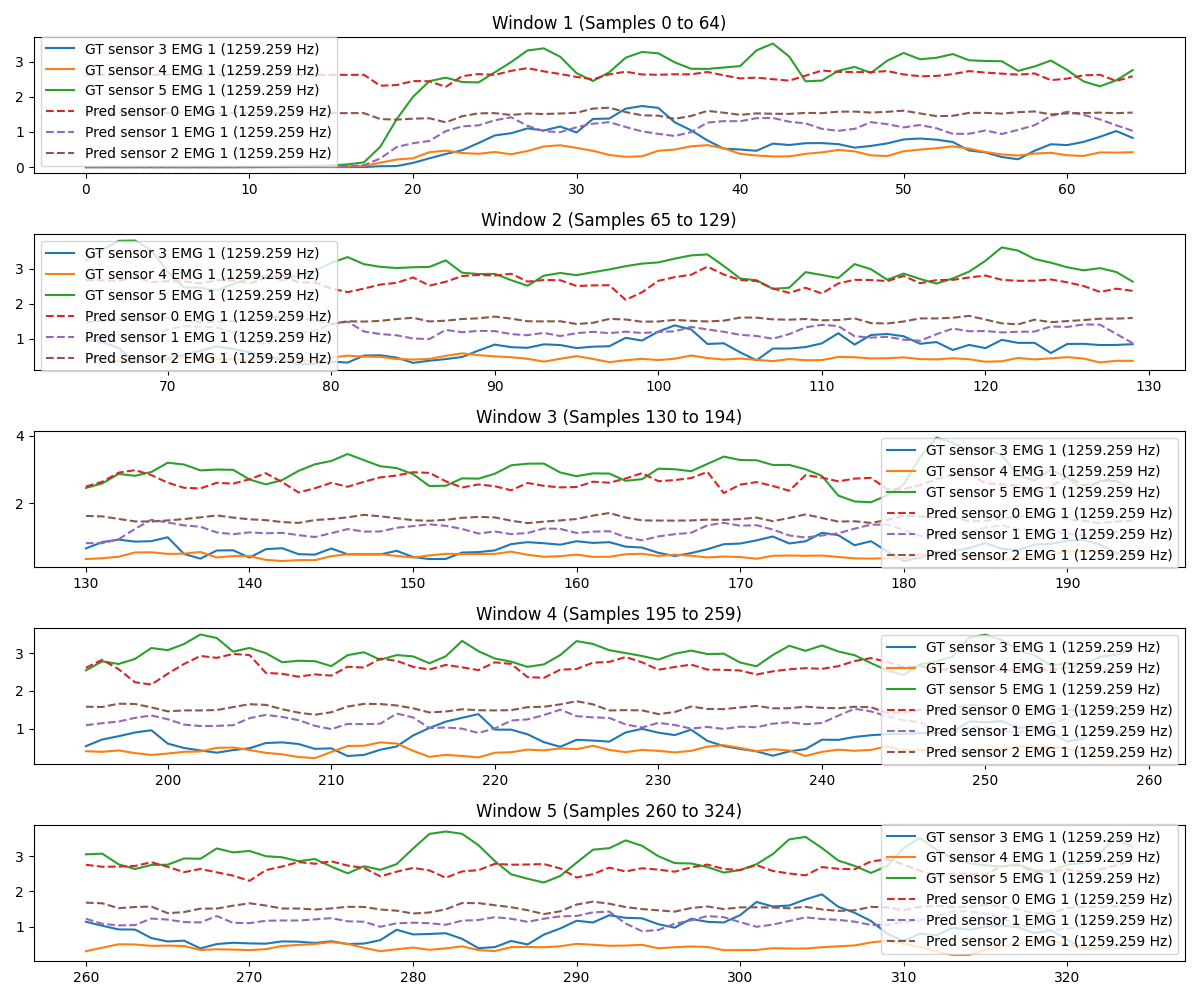 Window 1 (Samples 0 to 64)
GT sensor 3 EMG 1 (1259.259 Hz)
GT sensor 4 EMG 1 (1259.259 Hz)
GT sensor 5 EMG 1 (1259.259 Hz)
Pred sensor 0 EMG 1 (1259.259 Hz)
Pred sensor 1 EMG 1 (1259.259 Hz)
Pred sensor 2 EMG 1 (1259.259 Hz)
3
2
1
0
0 10 20 30 40 50 60
Window 2 (Samples 65 to 129)
GT sensor 3 EMG 1 (1259.259 Hz)
GT sensor 4 EMG 1 (1259.259 Hz)
GT sensor 5 EMG 1 (1259.259 Hz)
Pred sensor 0 EMG 1 (1259.259 Hz)
Pred sensor 1 EMG 1 (1259.259 Hz)
Pred sensor 2 EMG 1 (1259.259 Hz)
3
2
1
70 80 90 100 110 120 130
Window 3 (Samples 130 to 194)
GT sensor 3 EMG 1 (1259.259 Hz)
GT sensor 4 EMG 1 (1259.259 Hz)
GT sensor 5 EMG 1 (1259.259 Hz)
Pred sensor 0 EMG 1 (1259.259 Hz)
Pred sensor 1 EMG 1 (1259.259 Hz)
Pred sensor 2 EMG 1 (1259.259 Hz)
4
2
130 140 150 160 170 180 190
Window 4 (Samples 195 to 259)
GT sensor 3 EMG 1 (1259.259 Hz)
GT sensor 4 EMG 1 (1259.259 Hz)
GT sensor 5 EMG 1 (1259.259 Hz)
Pred sensor 0 EMG 1 (1259.259 Hz)
Pred sensor 1 EMG 1 (1259.259 Hz)
Pred sensor 2 EMG 1 (1259.259 Hz)
3
2
1
200 210 220 230 240 250 260
Window 5 (Samples 260 to 324)
GT sensor 3 EMG 1 (1259.259 Hz)
GT sensor 4 EMG 1 (1259.259 Hz)
GT sensor 5 EMG 1 (1259.259 Hz)
Pred sensor 0 EMG 1 (1259.259 Hz)
Pred sensor 1 EMG 1 (1259.259 Hz)
Pred sensor 2 EMG 1 (1259.259 Hz)
3
2
1
260 270 280 290 300 310 320